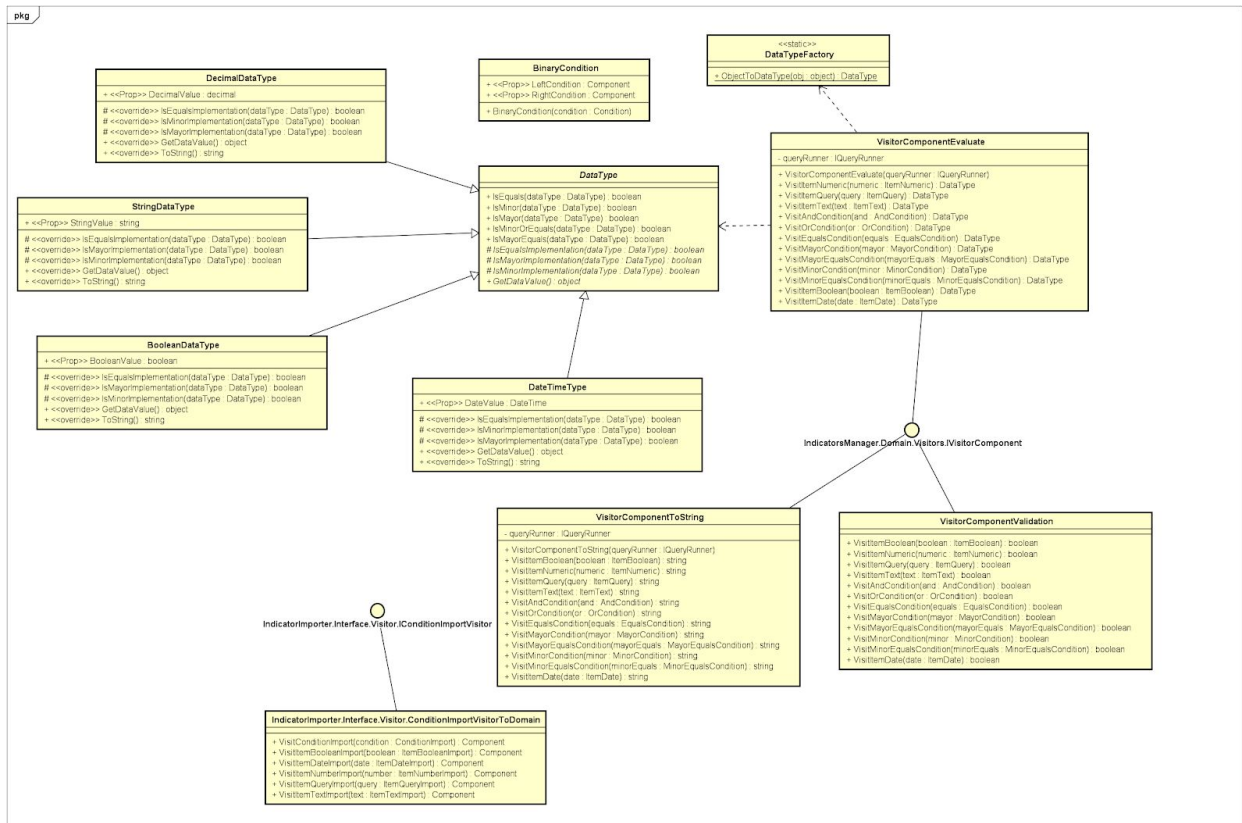 pkg
<<static>>
DataTypeFactory
+ ObjectToDataType(obj : object) : DataType
DecimalDataType
+ <<Prop>> DecimalValue : decimal
# <<override>> IsEqualsImplementation(dataType : DataType) : boolean
# <<override>> IsMinorImplementation(dataType : DataType) : boolean
# <<override>> IsMayorImplementation(dataType : DataType) : boolean
+ <<override>> GetDataValue() : object
+ <<override>> ToString() : string
BinaryCondition
+ <<Prop>> LeftCondition : Component
+ <<Prop>> RightCondition : Component
+ BinaryCondition(condition : Condition)
VisitorComponentEvaluate
- queryRunner : IQueryRunner
+ VisitorComponentEvaluate(queryRunner : IQueryRunner)
+ VisitItemNumeric(numeric : ItemNumeric) : DataType
+ VisitItemQuery(query : ItemQuery) : DataType
+ VisitItemText(text : ItemText) : DataType
+ VisitAndCondition(and : AndCondition) : DataType
+ VisitOrCondition(or : OrCondition) : DataType
+ VisitEqualsCondition(equals : EqualsCondition) : DataType
+ VisitMayorCondition(mayor : MayorCondition) : DataType
+ VisitMayorEqualsCondition(mayorEquals : MayorEqualsCondition) : DataType
+ VisitMinorCondition(minor : MinorCondition) : DataType
+ VisitMinorEqualsCondition(minorEquals : MinorEqualsCondition) : DataType
+ VisitItemBoolean(boolean : ItemBoolean) : DataType
+ VisitItemDate(date : ItemDate) : DataType
DataType
+ IsEquals(dataType : DataType) : boolean
+ IsMinor(dataType : DataType) : boolean
+ IsMayor(dataType : DataType) : boolean
+ IsMinorOrEquals(dataType : DataType) : boolean
+ IsMayorEquals(dataType : DataType) : boolean
# IsEqualsImplementation(dataType : DataType) : boolean
# IsMayorImplementation(dataType : DataType) : boolean
# IsMinorImplementation(dataType : DataType) : boolean
+ GetDataValue() : object
StringDataType
+ <<Prop>> StringValue : string
# <<override>> IsEqualsImplementation(dataType : DataType) : boolean
# <<override>> IsMayorImplementation(dataType : DataType) : boolean
# <<override>> IsMinorImplementation(dataType : DataType) : boolean
+ <<override>> GetDataValue() : object
+ <<override>> ToString() : string
BooleanDataType
+ <<Prop>> BooleanValue : boolean
# <<override>> IsEqualsImplementation(dataType : DataType) : boolean
# <<override>> IsMayorImplementation(dataType : DataType) : boolean
# <<override>> IsMinorImplementation(dataType : DataType) : boolean
+ <<override>> GetDataValue() : object
+ <<override>> ToString() : string
DateTimeType
+ <<Prop>> DateValue : DateTime
# <<override>> IsEqualsImplementation(dataType : DataType) : boolean
# <<override>> IsMinorImplementation(dataType : DataType) : boolean
# <<override>> IsMayorImplementation(dataType : DataType) : boolean
+ <<override>> GetDataValue() : object
+ <<override>> ToString() : string
IndicatorsManager.Domain.Visitors.IVisitorComponent
VisitorComponentToString
- queryRunner : IQueryRunner
+ VisitorComponentToString(queryRunner : IQueryRunner)
+ VisitItemBoolean(boolean : ItemBoolean) : string
+ VisitItemNumeric(numeric : ItemNumeric) : string
+ VisitItemQuery(query : ItemQuery) : string
+ VisitItemText(text : ItemText) : string
+ VisitAndCondition(and : AndCondition) : string
+ VisitOrCondition(or : OrCondition) : string
+ VisitEqualsCondition(equals : EqualsCondition) : string
+ VisitMayorCondition(mayor : MayorCondition) : string
+ VisitMayorEqualsCondition(mayorEquals : MayorEqualsCondition) : string
+ VisitMinorCondition(minor : MinorCondition) : string
+ VisitMinorEqualsCondition(minorEquals : MinorEqualsCondition) : string
+ VisitItemDate(date : ItemDate) : string
VisitorComponentValidation
+ VisitItemBoolean(boolean : ItemBoolean) : boolean
+ VisitItemNumeric(numeric : ItemNumeric) : boolean
+ VisitItemQuery(query : ItemQuery) : boolean
+ VisitItemText(text : ItemText) : boolean
+ VisitAndCondition(and : AndCondition) : boolean
+ VisitOrCondition(or : OrCondition) : boolean
+ VisitEqualsCondition(equals : EqualsCondition) : boolean
+ VisitMayorCondition(mayor : MayorCondition) : boolean
+ VisitMayorEqualsCondition(mayorEquals : MayorEqualsCondition) : boolean
+ VisitMinorCondition(minor : MinorCondition) : boolean
+ VisitMinorEqualsCondition(minorEquals : MinorEqualsCondition) : boolean
+ VisitItemDate(date : ItemDate) : boolean
IndicatorImporter.Interface.Visitor.IConditionImportVisitor
IndicatorImporter.Interface.Visitor.ConditionImportVisitorToDomain
+ VisitConditionImport(condition : ConditionImport) : Component
+ VisitItemBooleanImport(boolean : ItemBooleanImport) : Component
+ VisitItemDateImport(date : ItemDateImport) : Component
+ VisitItemNumberImport(number : ItemNumberImport) : Component
+ VisitItemQueryImport(query : ItemQueryImport) : Component
+ VisitItemTextImport(text : ItemTextImport) : Component